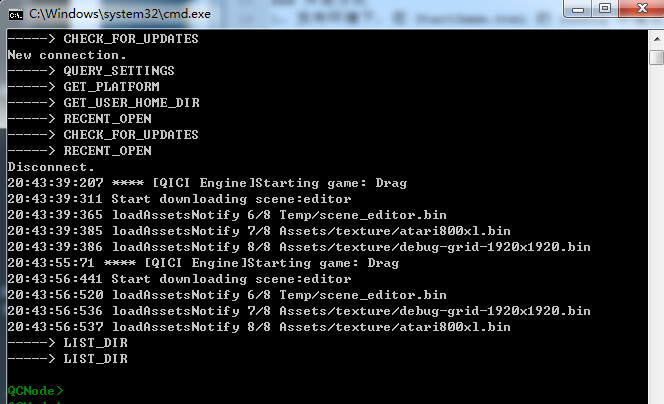 C:\Windows\system32\cmd.exe
-----> CHECK_FOR_UPDATES
New connection.
-----> QUERY_SETTINGS
-----> GET_PLATFORM
-----> GET_USER_HOME_DIR
-----> RECENT_OPEN
-----> CHECK_FOR_UPDATES
-----> RECENT_OPEN
Disconnect.
20:43:39:207 **** [QICI Engine]Starting game: Drag
20:43:39:311 Start downloading scene:editor
20:43:39:365 loadAssetsNotify 6/8 Temp/scene_editor.bin
20:43:39:385 loadAssetsNotify 7/8 Assets/texture/atari800xl.bin
20:43:39:386 loadAssetsNotify 8/8 Assets/texture/debug-grid-1920x1920.bin
20:43:55:71 **** [QICI Engine]Starting game: Drag
20:43:56:441 Start downloading scene:editor
20:43:56:520 loadAssetsNotify 6/8 Temp/scene_editor.bin
20:43:56:536 loadAssetsNotify 7/8 Assets/texture/debug-grid-1920x1920.bin
20:43:56:537 loadAssetsNotify 8/8 Assets/texture/atari800xl.bin
-----> LIST_DIR
-----> LIST_DIR
QCNode>